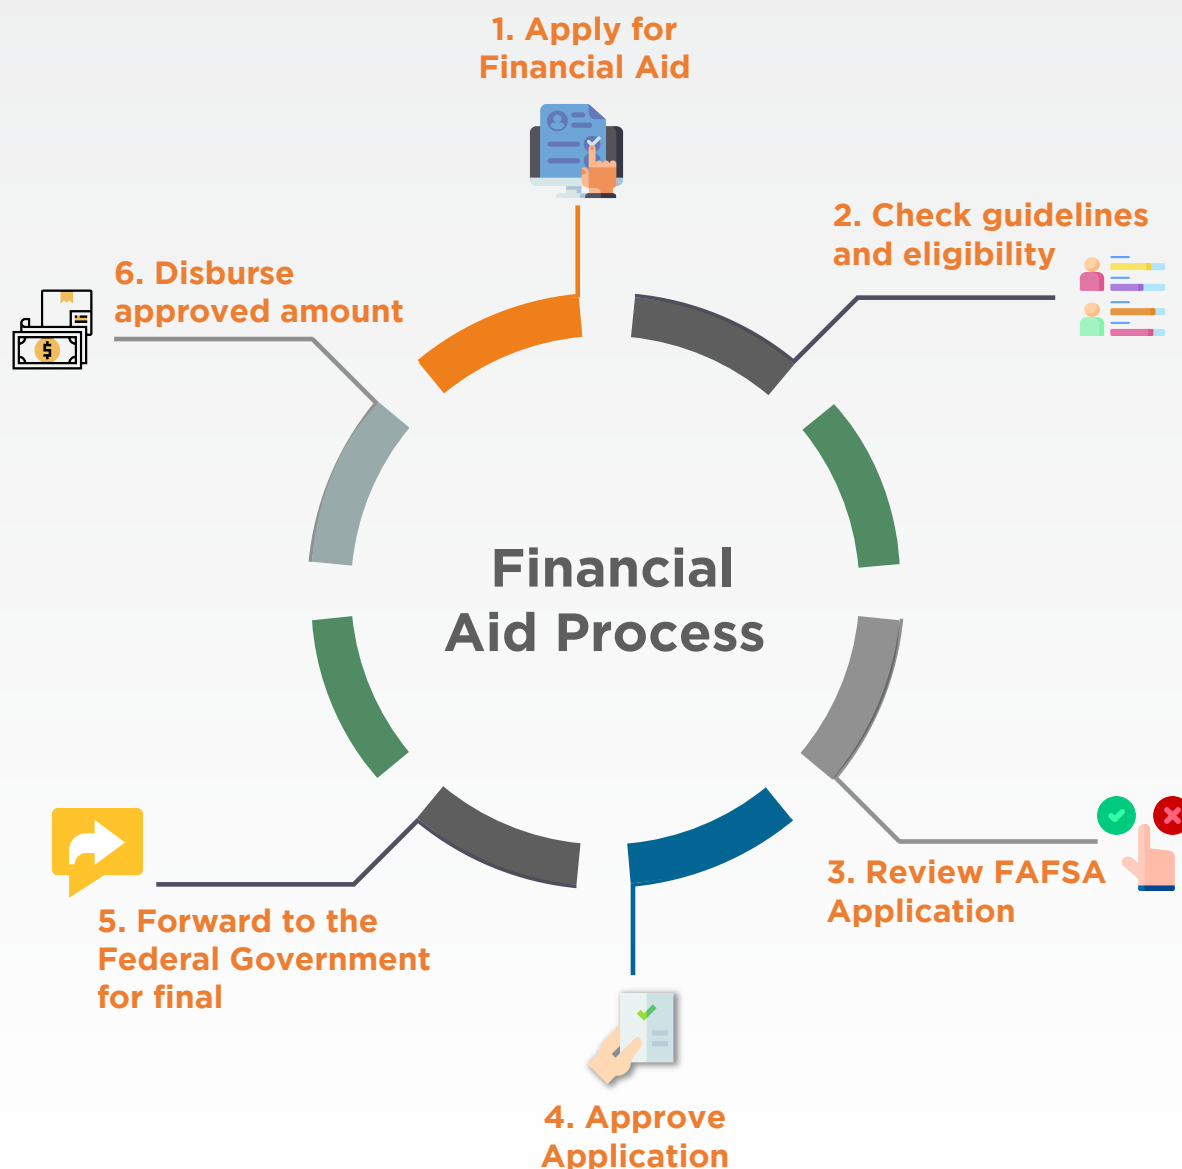 1. Apply for
Financial Aid
2. Check guidelines
and eligibility
6. Disburse
approved amount
$
Financial
Aid Process
3. Review FAFSA
Application
5. Forward to the
Federal Government
for final
4. Approve
Application